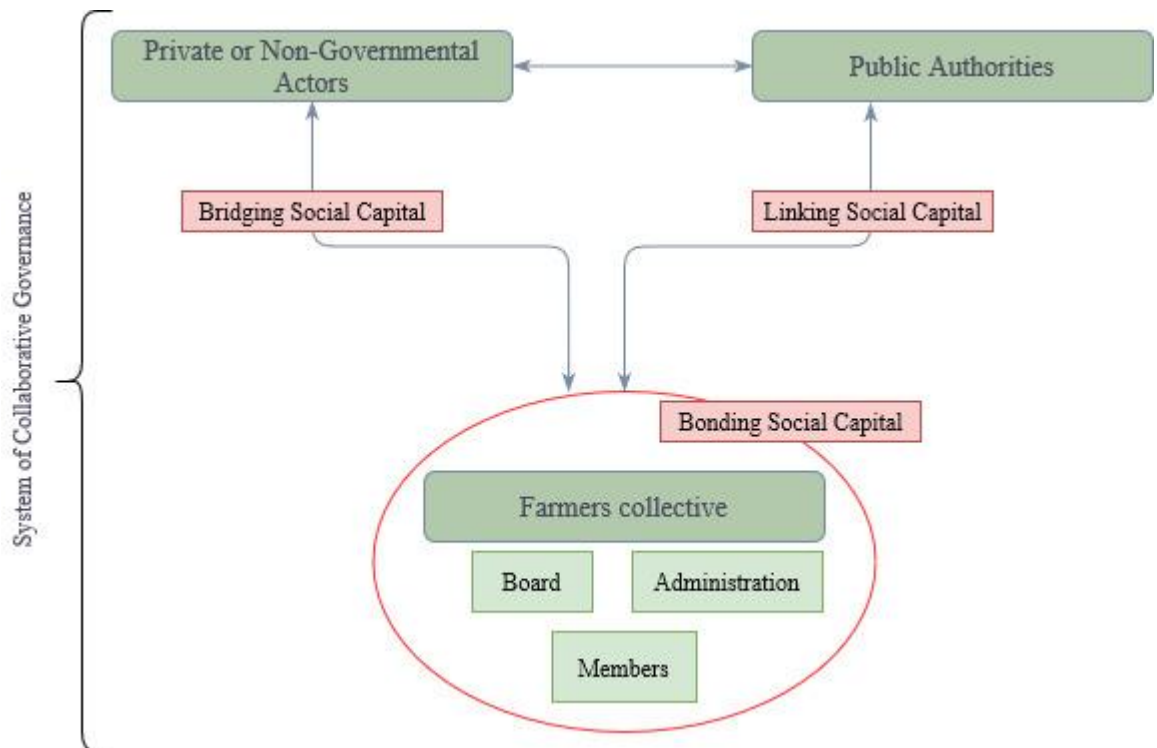 Private or Non-Governmental
Actors
Public Authorities
Bridging Social Capital
Linking Social Capital
System of Collaborative Governance
Bonding Social Capital
Farmers collective
Board
Administration
Members